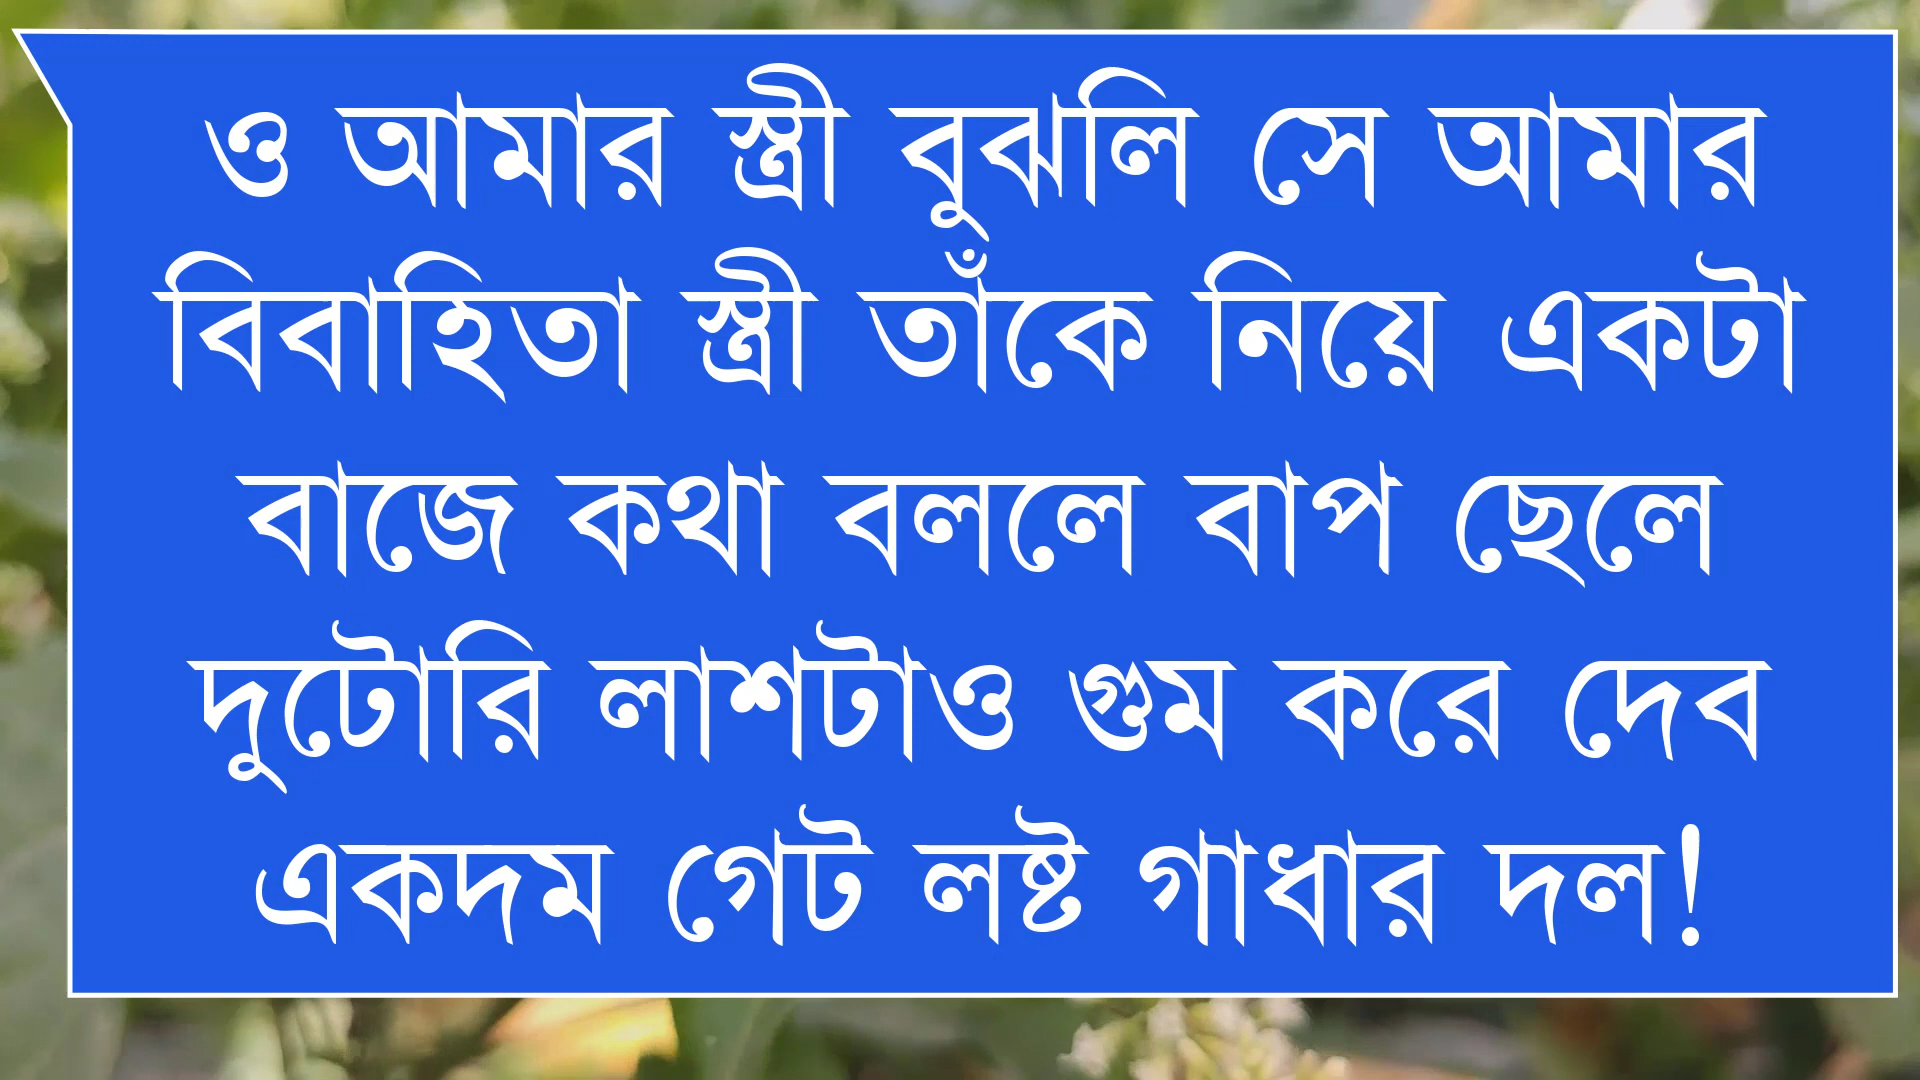 ও আমার স্ত্রী বুঝলি সে আমার
বিবাহিতা স্ত্রী তাঁকে নিয়ে একটা
বাজে কথা বললে বাপ ছেলে
দুটোরি লাশটাও গুম করে দেব
একদম গেট লষ্ট গাধার দল!